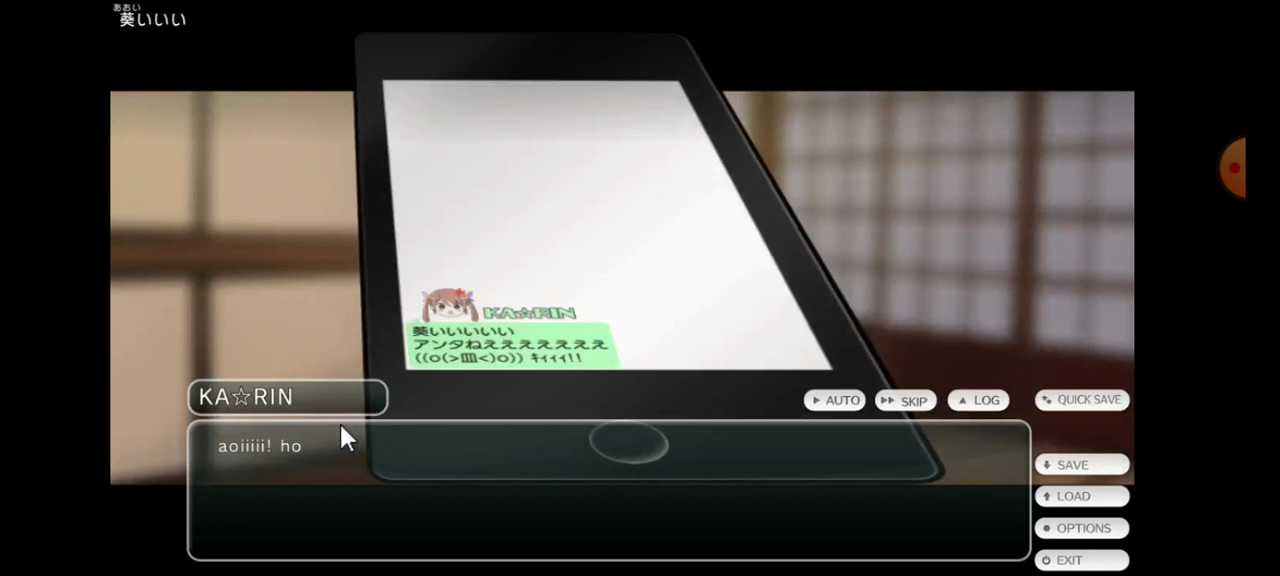 あおい
葵いいい
KA☆RIN
葵いいいいい
アンタねえええええええ
((o(>皿<)o)) ｷｨｨｨ!!
KA☆RIN
AUTO
SKIP
LOG
QUICK SAVE
aoiiiii! ho
SAVE
LOAD
OPTIONS
EXIT